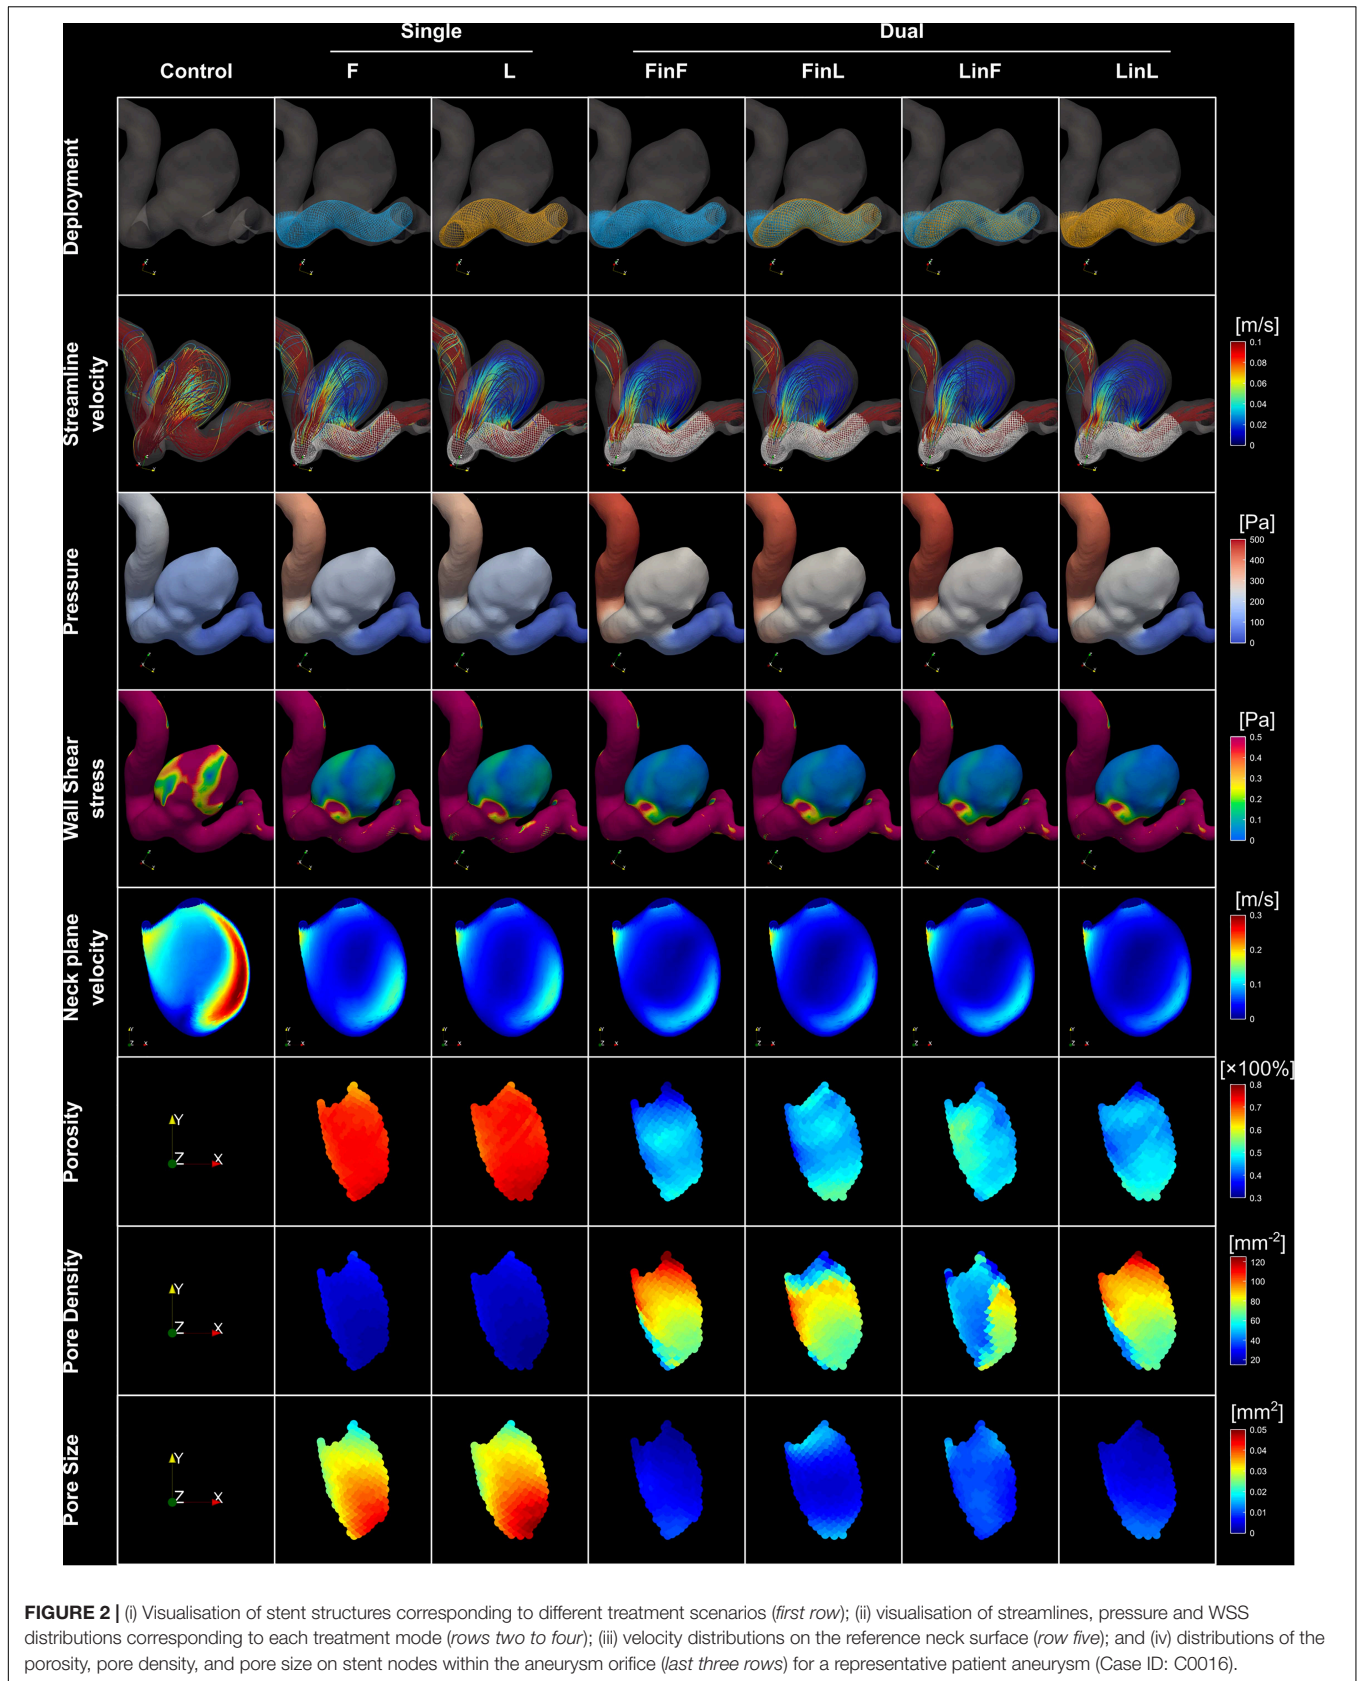 Single
Dual
Control
F
L
FinF
FinL
LinF
LinL
Deployment
Streamline
velocity
[m/s]
0.1
0.08
0.06
0.04
0.02
0
Pressure
[Pa]
500
400
300
200
100
0
Wall Shear
stress
[Pa]
0.5
0.4
0.3
0.2
0.1
0
Neck plane
velocity
[m/s]
0.3
0.2
0.1
0
Porosity
Y
Z
X
[×100%]
0.8
0.7
0.6
0.5
0.4
0.3
Pore Density
Y
Z
X
[mm-2]
120
100
80
60
40
20
Pore Size
Y
Z
X
[mm2]
0.05
0.04
0.03
0.02
0.01
0
FIGURE 2 | (i) Visualisation of stent structures corresponding to different treatment scenarios (first row); (ii) visualisation of streamlines, pressure and WSS
distributions corresponding to each treatment mode (rows two to four); (iii) velocity distributions on the reference neck surface (row five); and (iv) distributions of the
porosity, pore density, and pore size on stent nodes within the aneurysm orifice (last three rows) for a representative patient aneurysm (Case ID: C0016).